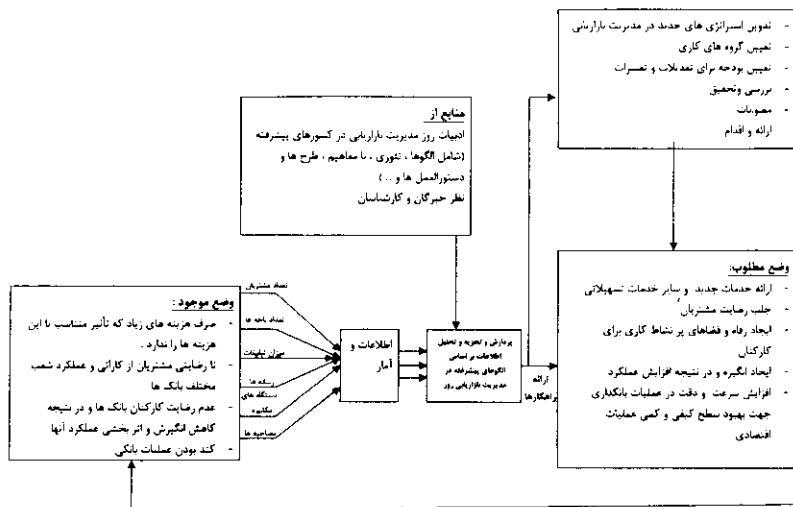 تدوین استراتژی های جدید در مدیریت بازاریابی -
تعیین گروه های کاری -
تعیین بودجه برای تعدیلات و تغییرات -
بررسی وتحقیق -
مصوبات -
ارائه و اقدام
منابع از
ادبیات روز مدیریت بازاریابی در کشورهای پیشرفته
(شامل الگوها ، تئوری ، با مفاهیم ، طرح ها و
دستورالعمل ها و .. )
نظر خبرگان و کارشناسان
وضع مطلوب:
- ارائه خدمات جدید و سایر خدمات تسهیلاتی
- جلب رضایت مشتریان
- ایجاد رفاه و فضاهای پر نشاط کاری برای
کارکنان
- ایجاد انگیزه و در نتیجه افزایش عملکرد
- افزایش سرعت و دقت در عملیات بانکداری
جهت بهبود سطح کیفی و کمی عملیات
اقتصادی
ارائه
راهکارها
پردازش و تجزیه و تحلیل
اطلاعات بر اساس
الگوهای پیشرفته در
مدیریت بازاریابی روز
اطلاعات و
آمار
تعداد مشتریان
تعداد باجه ها
میزان تبلیغات
رسانه ها
دستگاه های
مکانیزه
مصاحبه ها
وضع موجود :
- صرف هزینه های زیاد که تأثیر متناسب با این
هزینه ها را ندارد .
- نا رضایتی مشتریان از کارائی و عملکرد شعب
مختلف بانک ها
- عدم رضایت کارکنان بانک ها و در نتیجه
کاهش انگیزش و اثر بخشی عملکرد آنها
- کند بودن عملیات بانکی